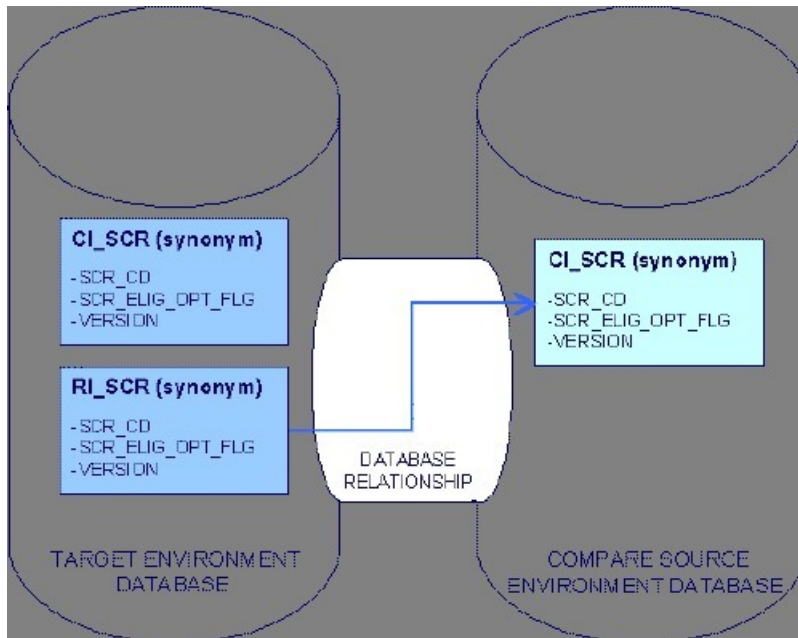 CI_SCR (synonym)
-SCR_CD
-SCR_ELIG_OPT_FLG
-VERSION
RI_SCR (synonym)
-SCR_CD
-SCR_ELIG_OPT_FLG
-VERSION
TARGET ENVIRONMENT
DATABASE
DATABASE
RELATIONSHIP
CI_SCR (synonym)
-SCR_CD
-SCR_ELIG_OPT_FLG
-VERSION
COMPARE SOURCE
ENVIRONMENT DATABASE